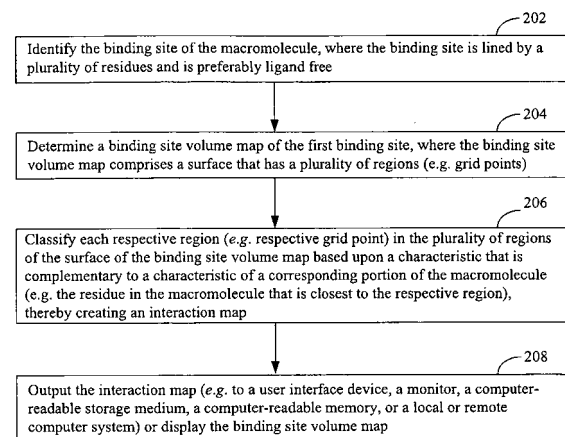 202
Identify the binding site of the macromolecule, where the binding site is lined by a
plurality of residues and is preferably ligand free
204
Determine a binding site volume map of the first binding site, where the binding site
volume map comprises a surface that has a plurality of regions (e.g. grid points)
206
Classify each respective region (e.g. respective grid point) in the plurality of regions
of the surface of the binding site volume map based upon a characteristic that is
complementary to a characteristic of a corresponding portion of the macromolecule
(e.g. the residue in the macromolecule that is closest to the respective region),
thereby creating an interaction map
208
Output the interaction map (e.g. to a user interface device, a monitor, a computer-
readable storage medium, a computer-readable memory, or a local or remote
computer system) or display the binding site volume map